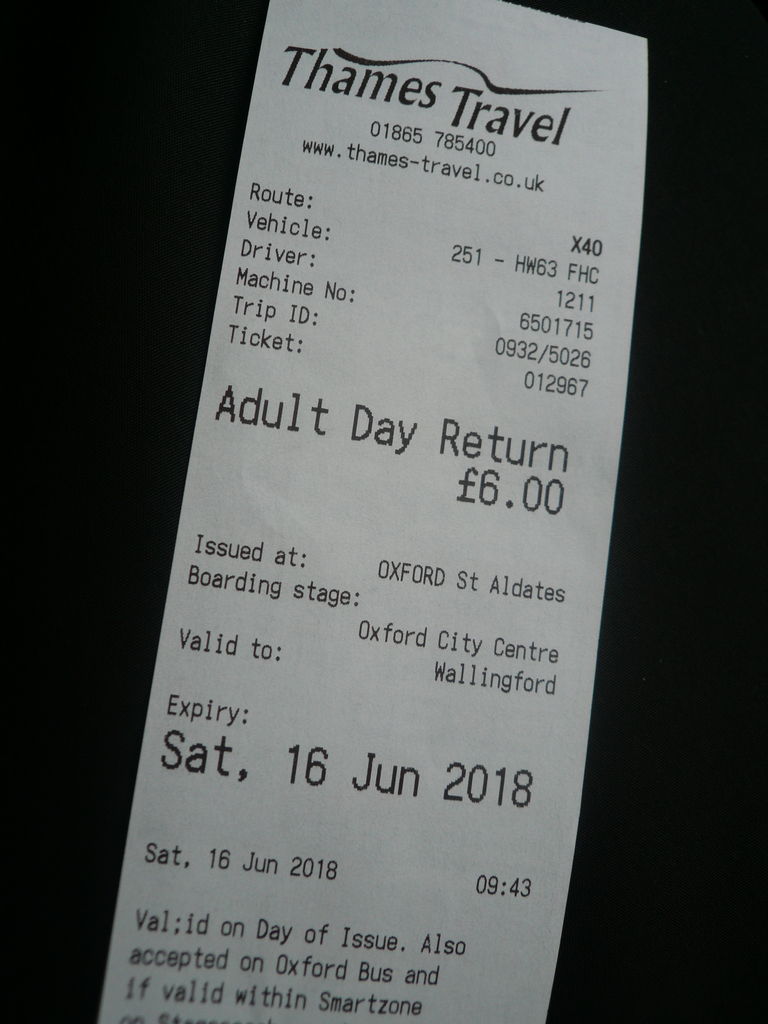 Thames Travel
01865 785400
www.thames-travel.co.uk
Route: X40
Vehicle: 251 - HW63 FHC
Driver: 1211
Machine No: 6501715
Trip ID: 0932/5026
Ticket: 012967
Adult Day Return
£6.00
Issued at: OXFORD St Aldates
Boarding stage:
Oxford City Centre
Valid to: Wallingford
Expiry:
Sat, 16 Jun 2018
Sat, 16 Jun 2018 09:43
Val;id on Day of Issue. Also
accepted on Oxford Bus and
if valid within Smartzone
on